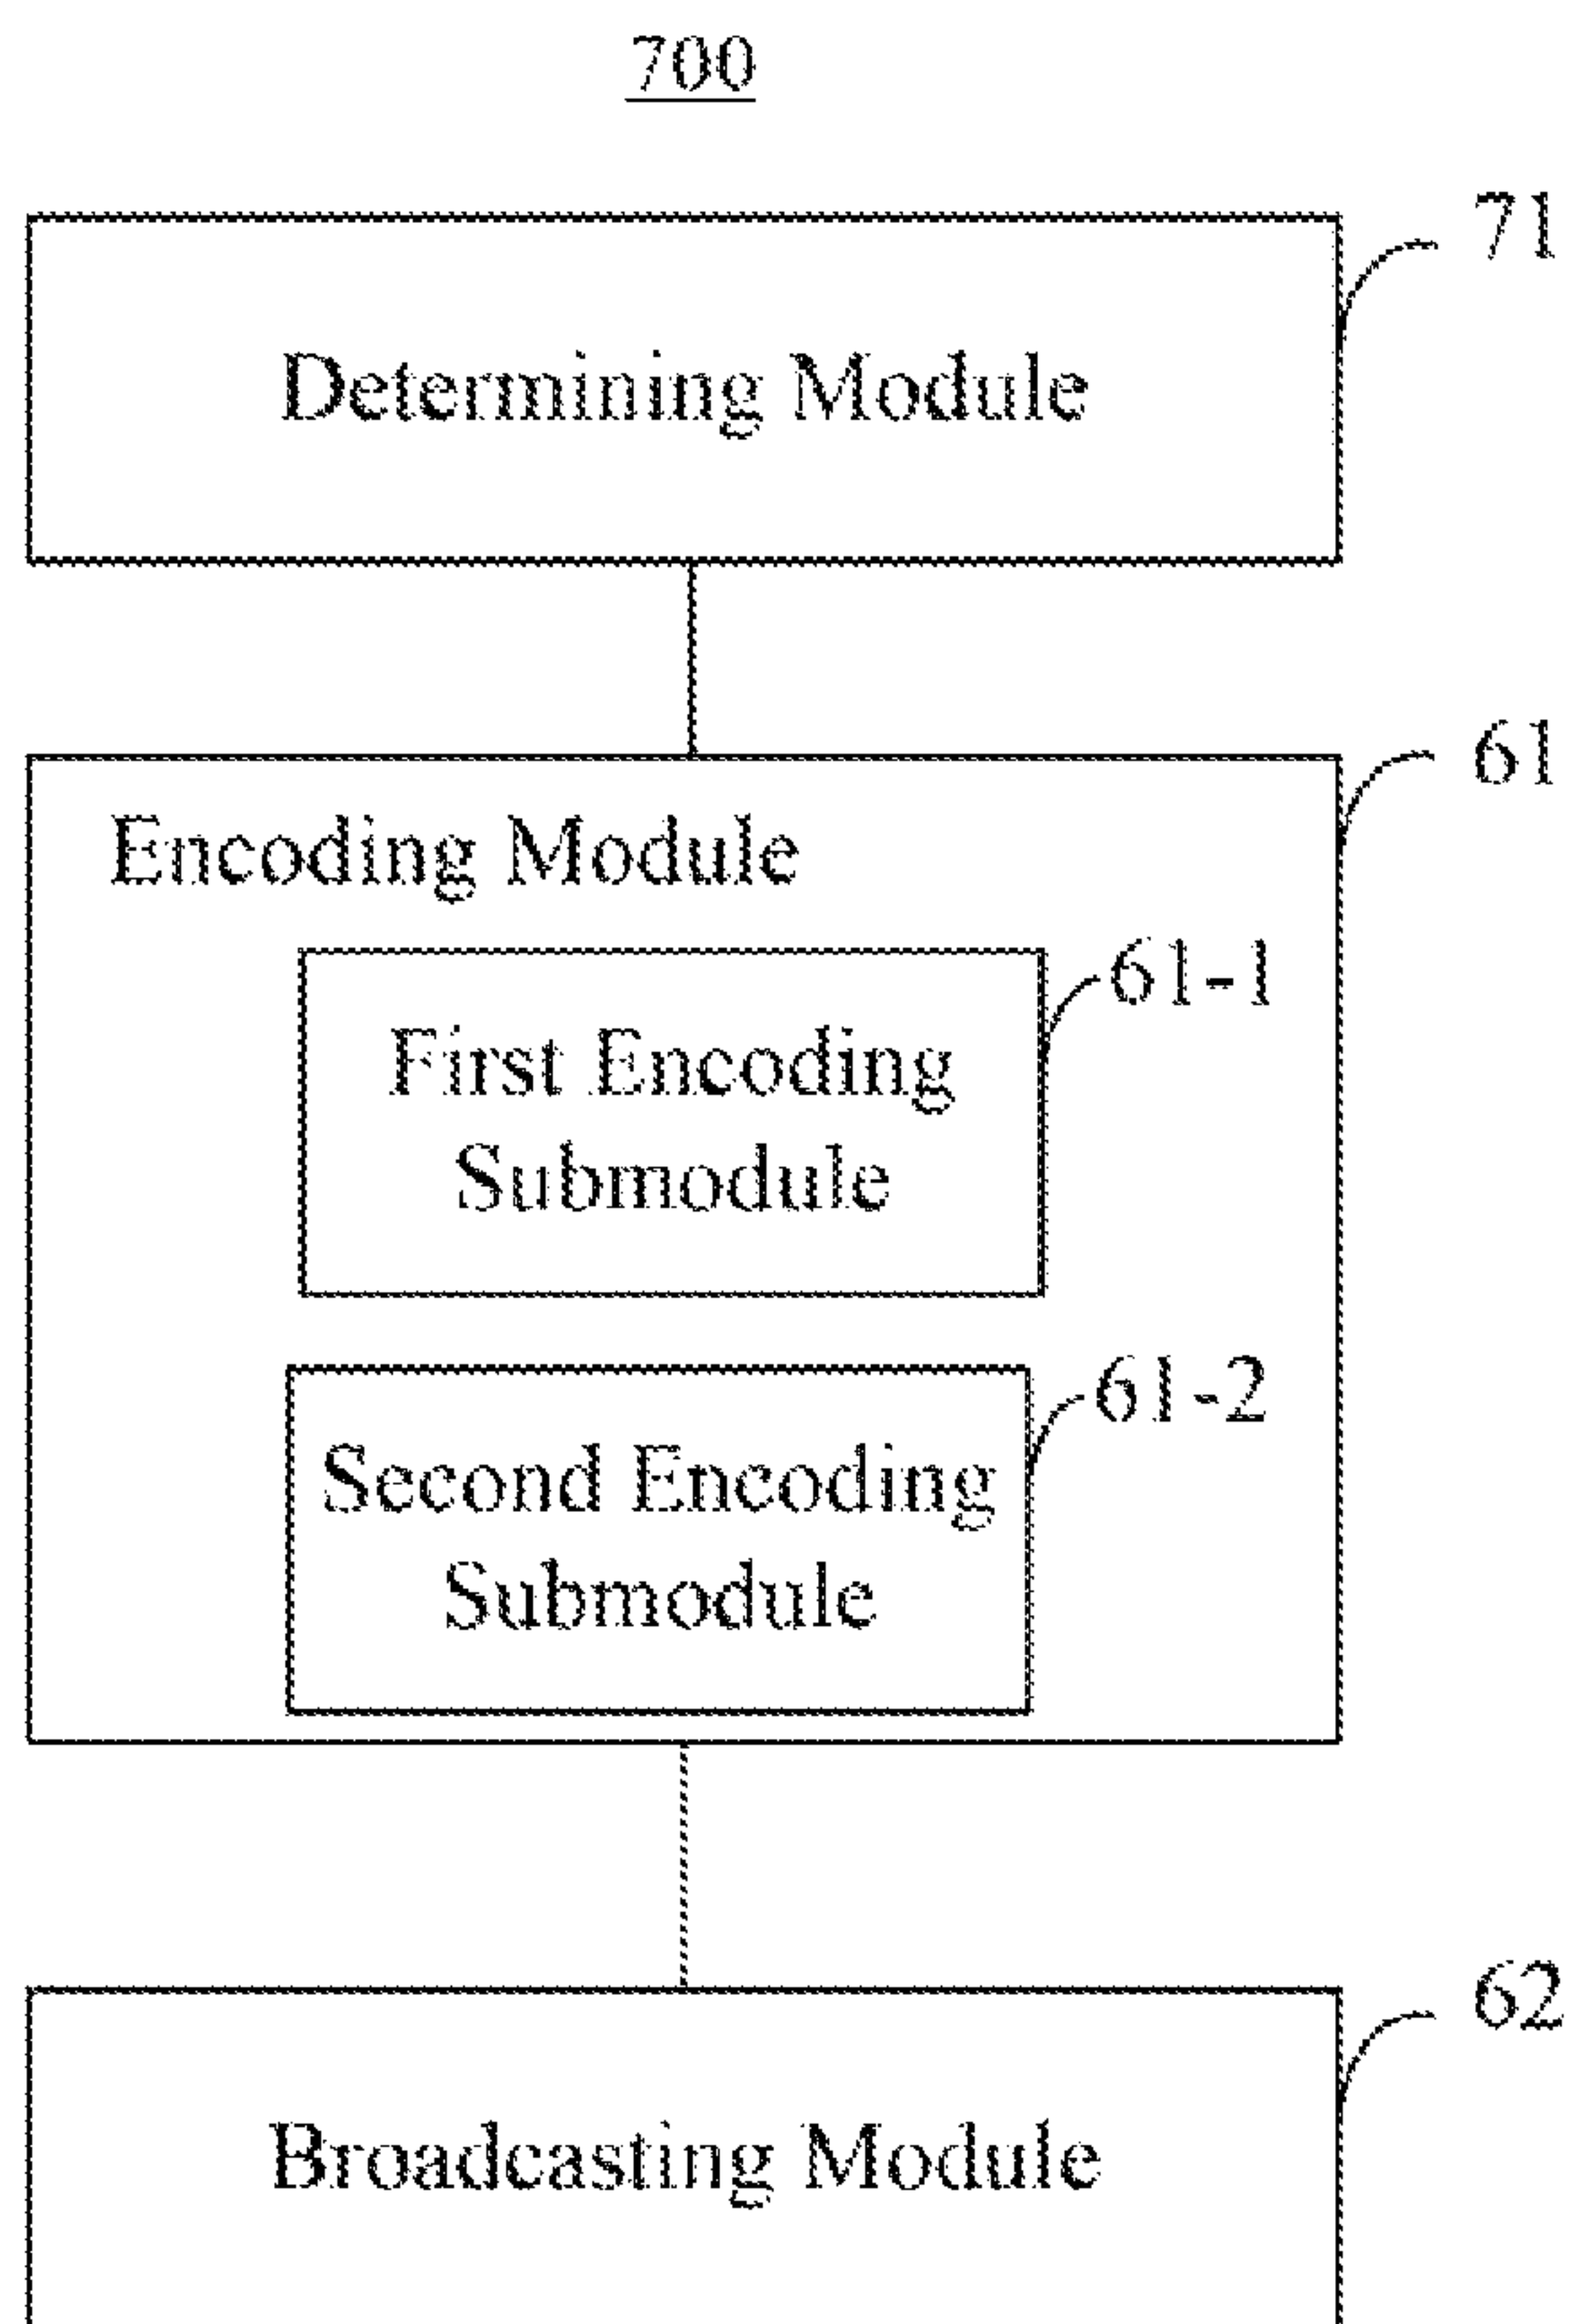 700
71
Determining Module
61
Encoding Module
61-1
First Encoding
Submodule
61-2
Second Encoding
Submodule
62
Broadcasting Module